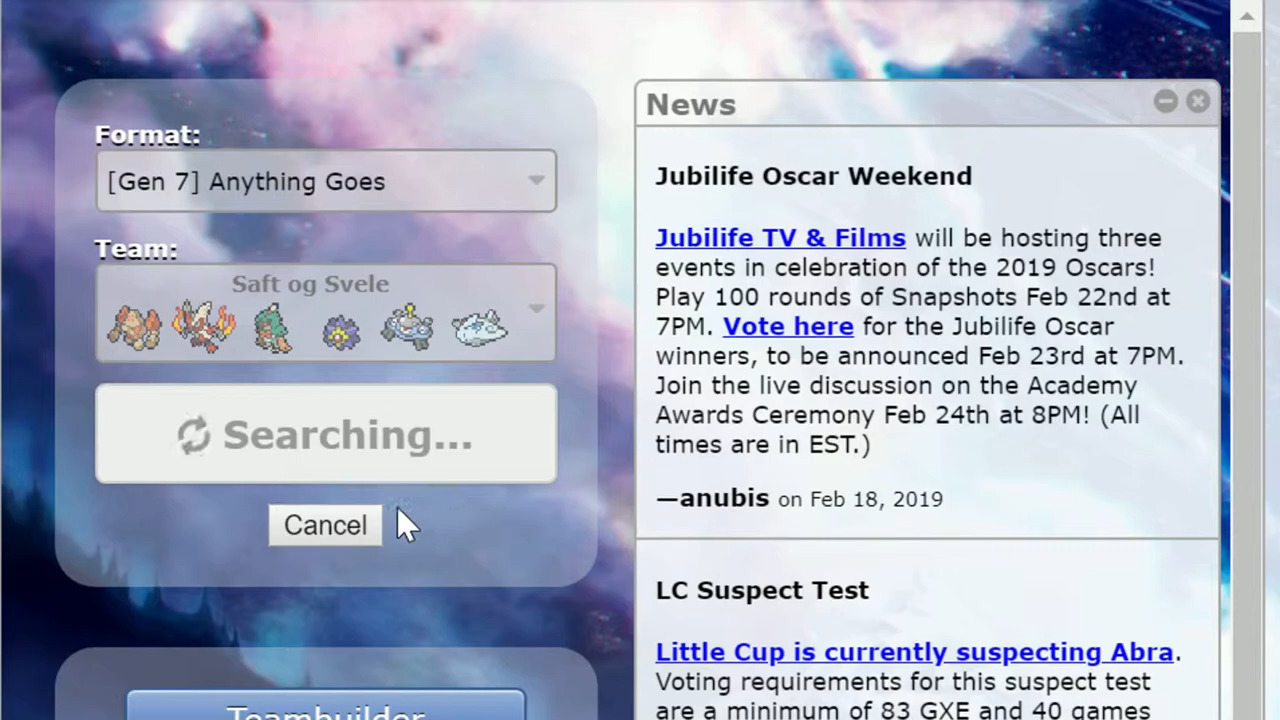 Format:
[Gen 7] Anything Goes
Team:
Saft og Svele
Searching...
Cancel
Teambuilder
News
Jubilife Oscar Weekend
Jubilife TV & Films will be hosting three
events in celebration of the 2019 Oscars!
Play 100 rounds of Snapshots Feb 22nd at
7PM. Vote here for the Jubilife Oscar
winners, to be announced Feb 23rd at 7PM.
Join the live discussion on the Academy
Awards Ceremony Feb 24th at 8PM! (All
times are in EST.)
—anubis on Feb 18, 2019
LC Suspect Test
Little Cup is currently suspecting Abra.
Voting requirements for this suspect test
are a minimum of 83 GXE and 40 games